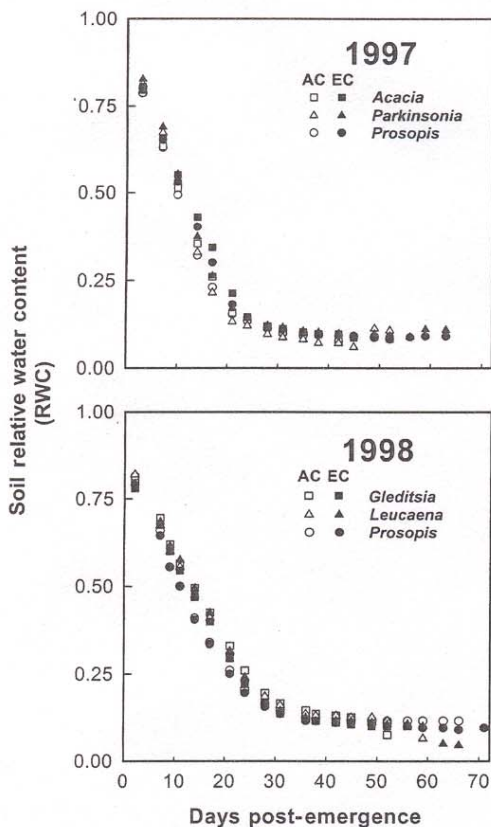 Soil relative water content
(RWC)
1.00
0.75
0.50
0.25
0.00
1997
AC EC
Acacia
Parkinsonia
Prosopis
1.00
0.75
0.50
0.25
0.00
1998
AC EC
Gleditsia
Leucaena
Prosopis
0 10 20 30 40 50 60 70
Days post-emergence